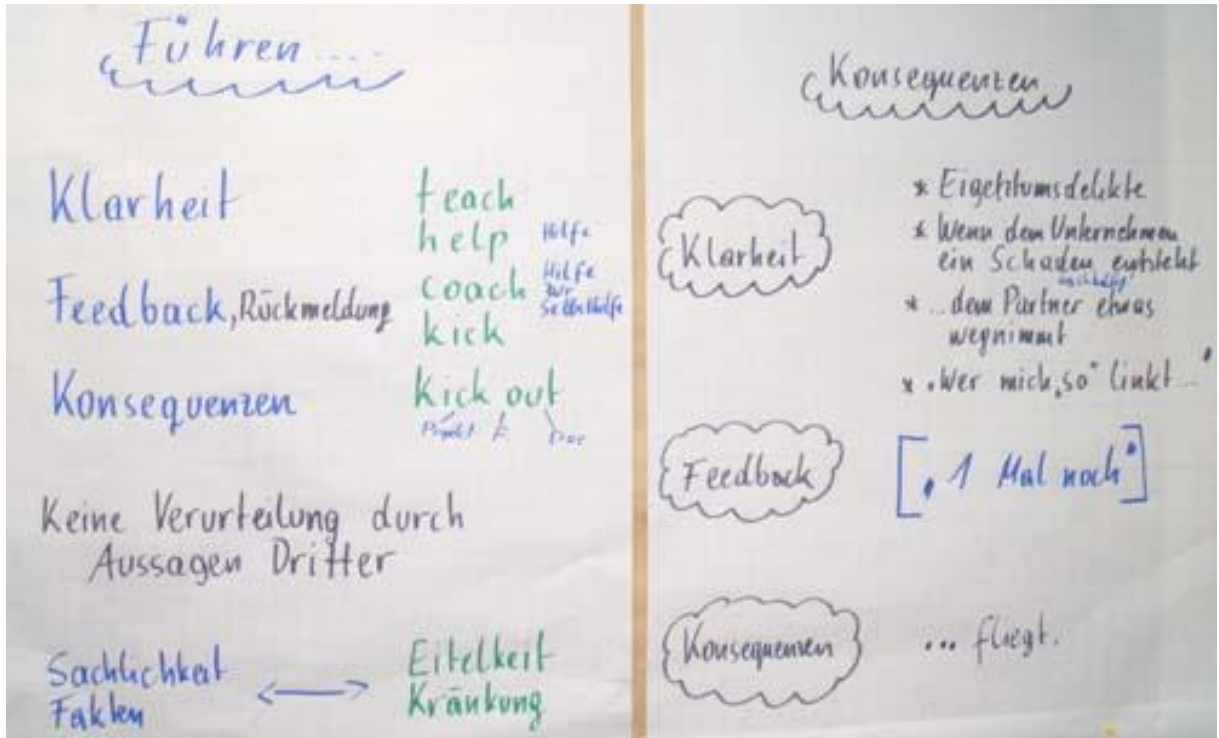 Führen....
Klarheit
Feedback, Rückmeldung
Konsequenzen
teach
help Hilfe
coach Hilfe zur Selbsthilfe
kick
kick out
Projekt
Keine Verurteilung durch
Aussagen Dritter
Sachlichkeit
Fakten
Eitelkeit
Kränkung
Konsequenzen
Klarheit
* Eigentumsdelikte
* Wenn dem Unternehmen
ein Schaden entsteht
* ...dem Partner etwas
wegnimmt
* "Wer mich "so" linkt..."
Feedback
["1 Mal noch"]
Konsequenzen
... fliegt.